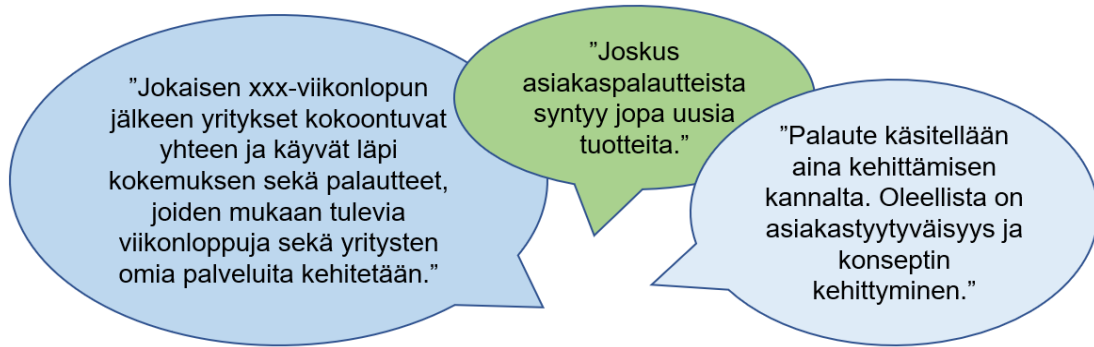 ”Jokaisen xxx-viikonlopun
jälkeen yritykset kokoontuvat
yhteen ja käyvät läpi
kokemuksen sekä palautteet,
joiden mukaan tulevia
viikonloppuja sekä yritysten
omia palveluita kehitetään.”
”Joskus
asiakaspalautteista
syntyy jopa uusia
tuotteita.”
”Palaute käsitellään
aina kehittämisen
kannalta. Oleellista on
asiakastyytyväisyys ja
konseptin
kehittyminen.”